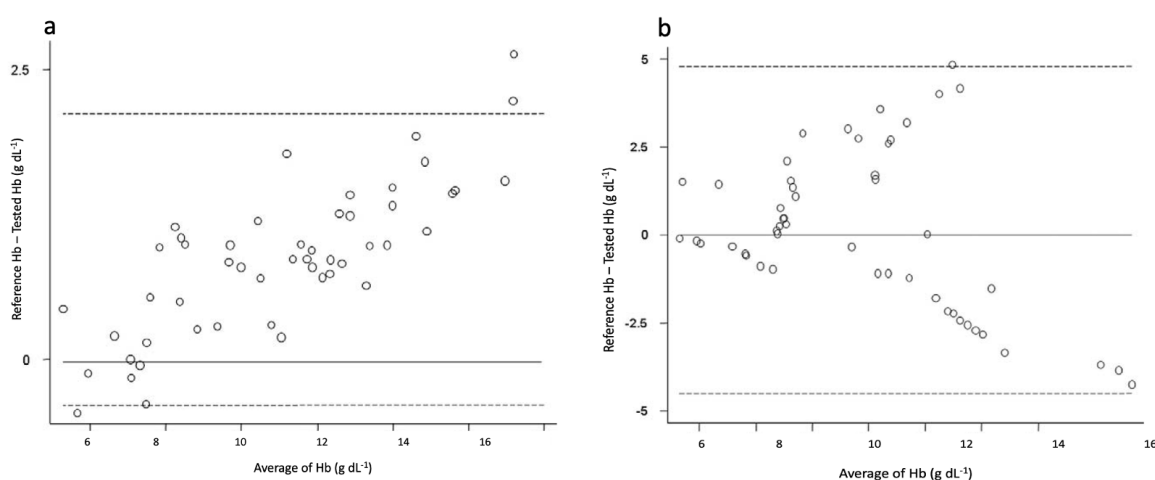 a
2.5
0
Reference Hb – Tested Hb (g dL-1)
6 8 10 12 14 16
Average of Hb (g dL-1)
b
5
2.5
0
-2.5
-5
Reference Hb – Tested Hb (g dL-1)
6 8 10 12 16
Average of Hb (g dL-1)